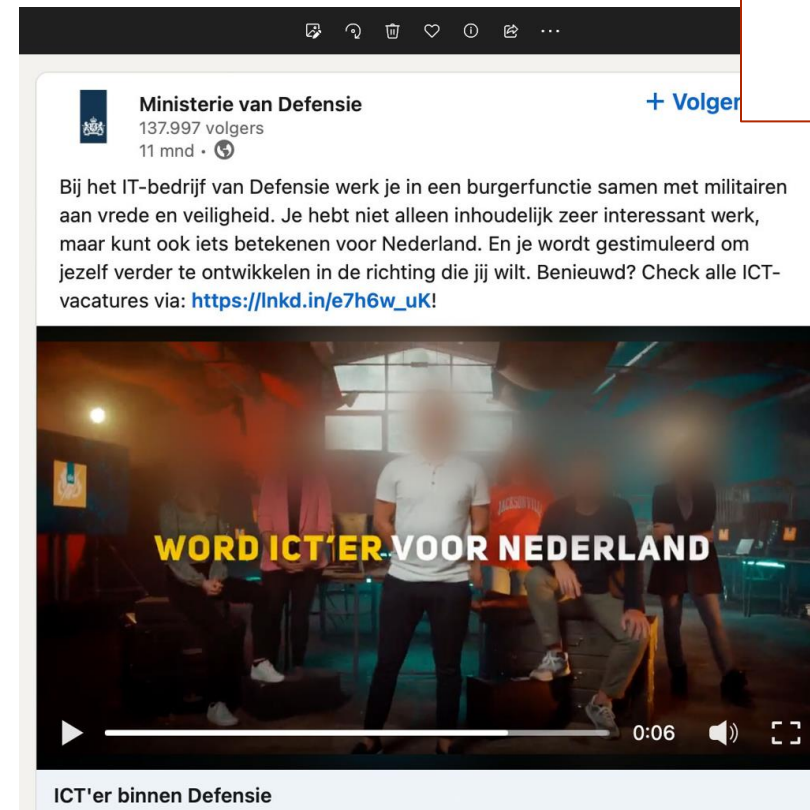 Ministerie van Defensie
+ Volgen
137.997 volgers
11 mnd •
Bij het IT-bedrijf van Defensie werk je in een burgerfunctie samen met militairen
aan vrede en veiligheid. Je hebt niet alleen inhoudelijk zeer interessant werk,
maar kunt ook iets betekenen voor Nederland. En je wordt gestimuleerd om
jezelf verder te ontwikkelen in de richting die jij wilt. Benieuwd? Check alle ICT-
vacatures via: https://lnkd.in/e7h6w_uK!
JACKSONVILLE
WORD ICT'ER VOOR NEDERLAND
0:06
ICT'er binnen Defensie